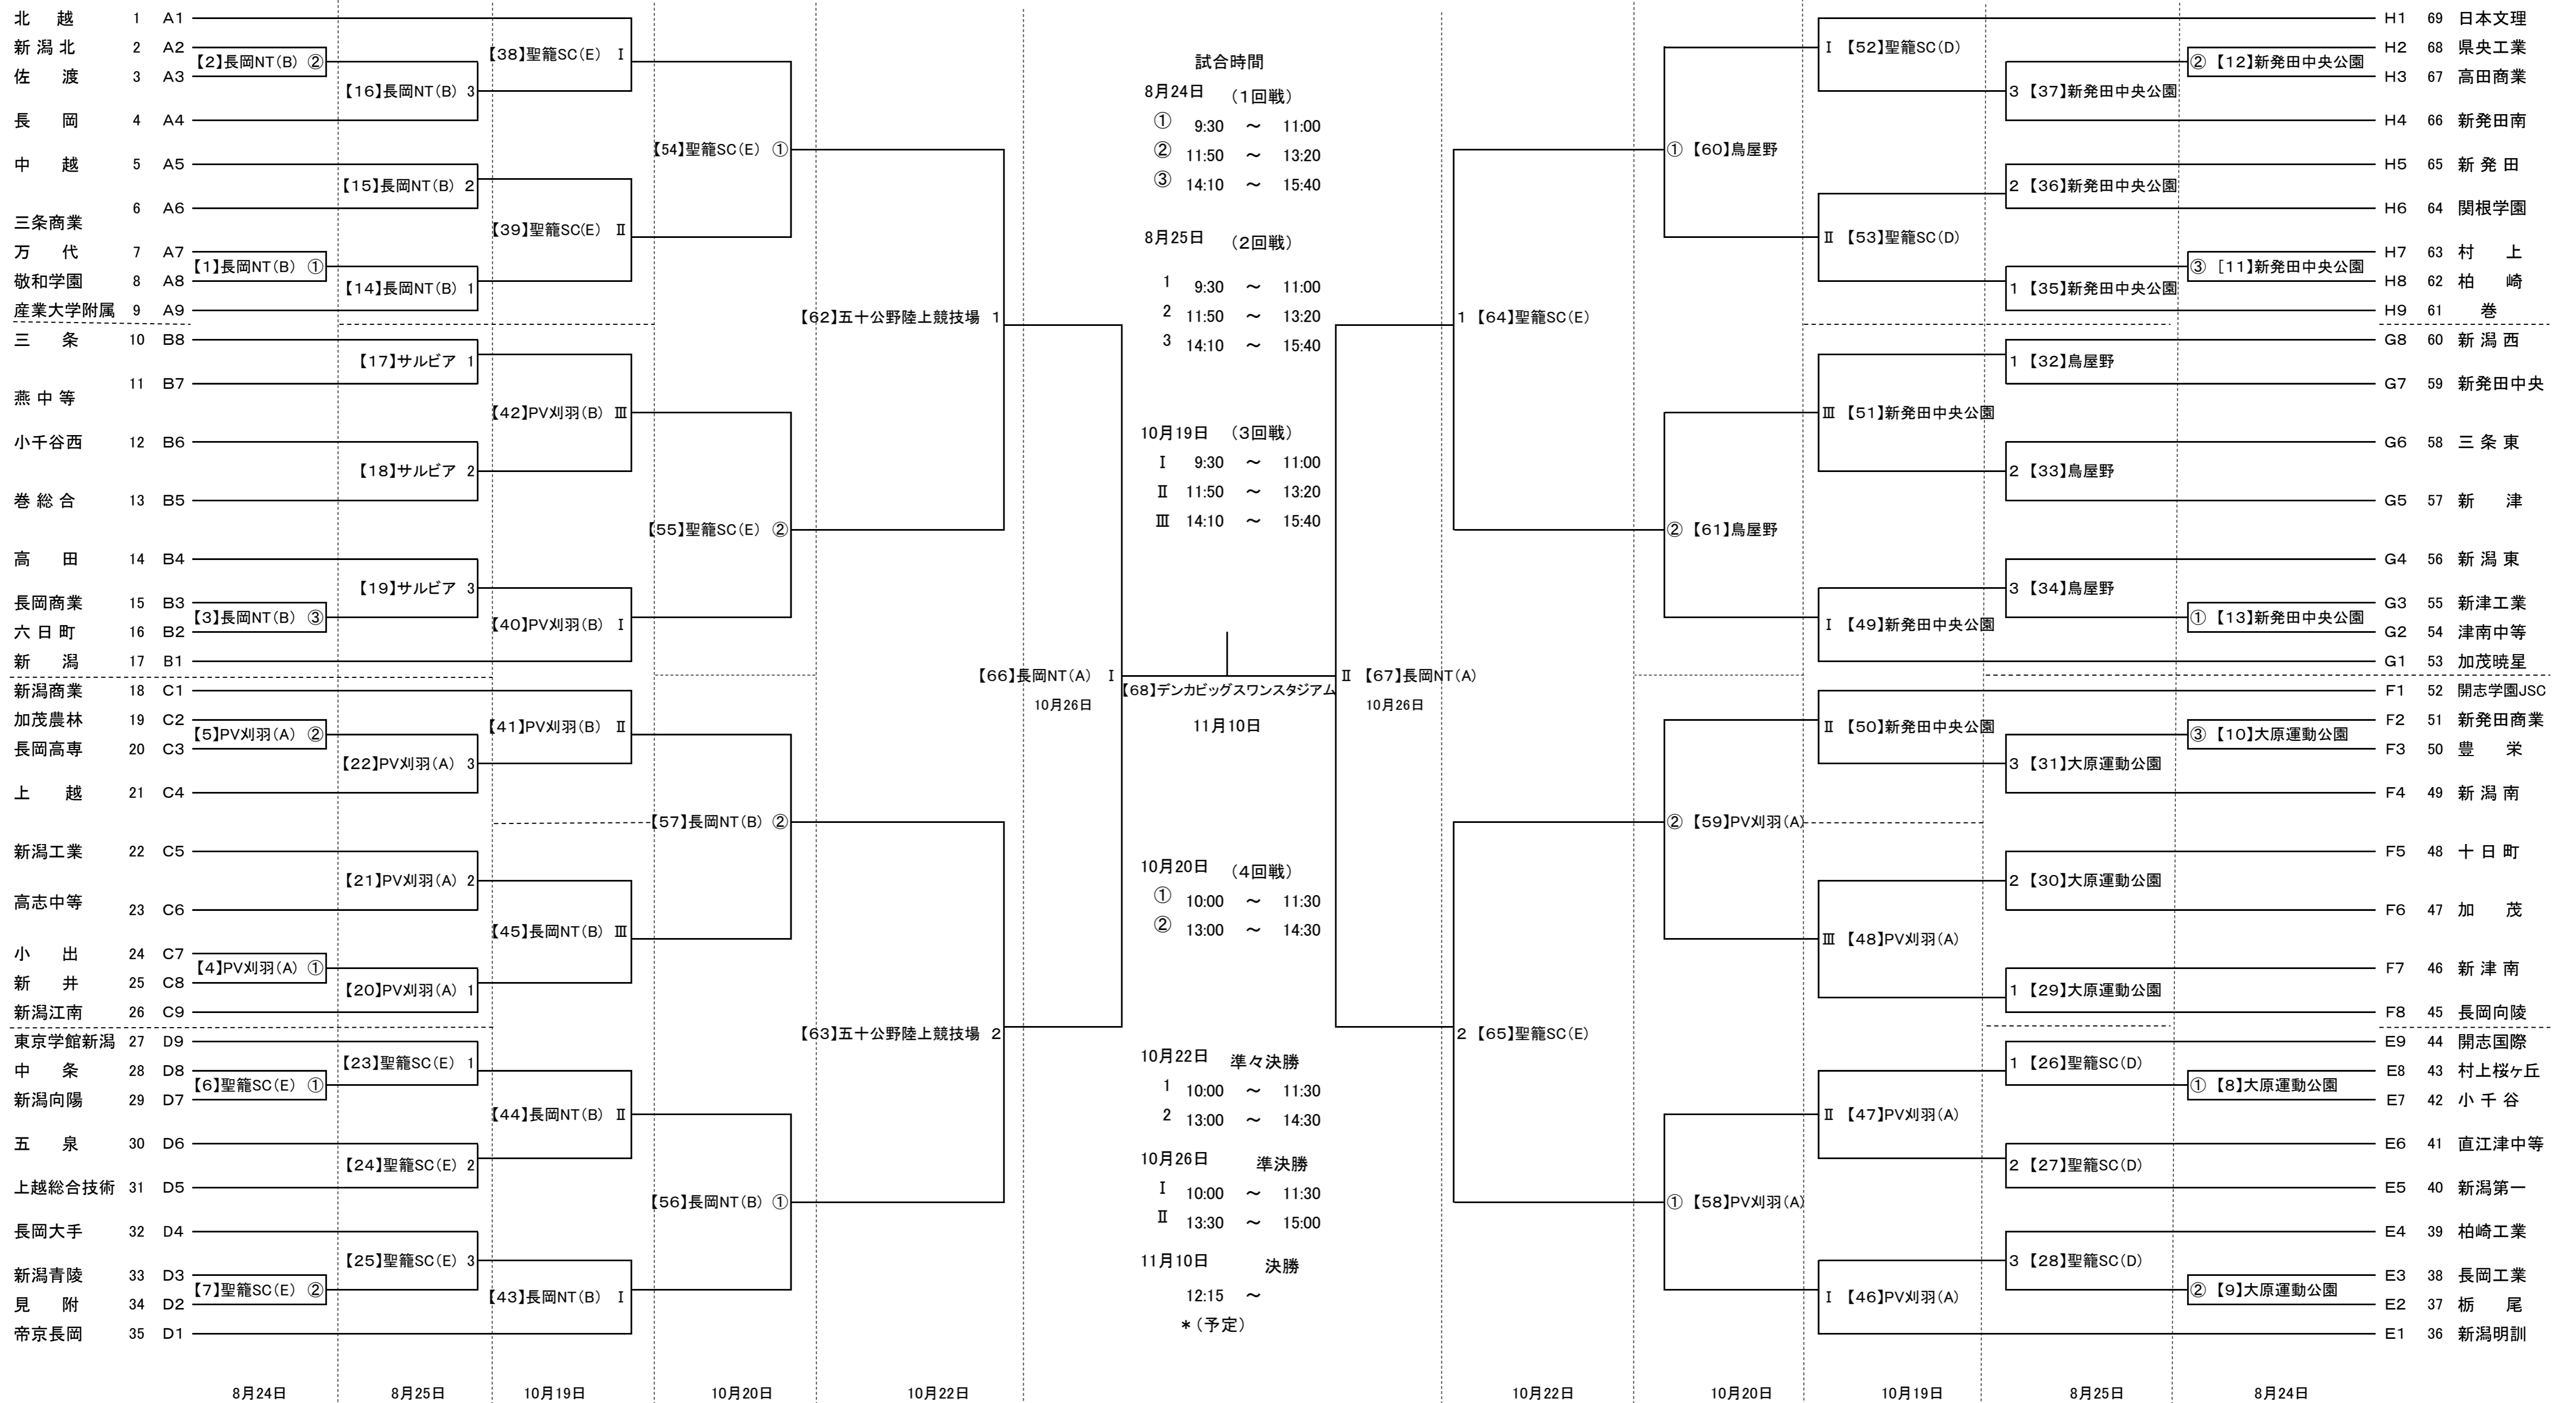 北　越 1 A1
新 潟 北 2 A2
【2】長岡NT(B) ②
佐　渡 3 A3
【38】聖籠SC(E) Ⅰ
【16】長岡NT(B) 3
長　岡 4 A4
【54】聖籠SC(E) ①
中　越 5 A5
【15】長岡NT(B) 2
6 A6
三条商業
【39】聖籠SC(E) Ⅱ
万　代 7 A7
【1】長岡NT(B) ①
敬和学園 8 A8
【14】長岡NT(B) 1
産業大学附属 9 A9
【62】五十公野陸上競技場 1
三　条 10 B8
【17】サルビア 1
11 B7
燕 中 等
【42】PV刈羽(B) Ⅲ
小千谷西 12 B6
【18】サルビア 2
巻 総 合 13 B5
【55】聖籠SC(E) ②
高　田 14 B4
【19】サルビア 3
長岡商業 15 B3
【3】長岡NT(B) ③
六 日 町 16 B2
【40】PV刈羽(B) Ⅰ
新　潟 17 B1
【66】長岡NT(A) Ⅰ
10月26日
新潟商業 18 C1
加茂農林 19 C2
【5】PV刈羽(A) ②
長岡高専 20 C3
【41】PV刈羽(B) Ⅱ
【22】PV刈羽(A) 3
上　越 21 C4
【57】長岡NT(B) ②
新潟工業 22 C5
【21】PV刈羽(A) 2
高志中等
23 C6
【45】長岡NT(B) Ⅲ
小　出 24 C7
【4】PV刈羽(A) ①
新　井 25 C8
【20】PV刈羽(A) 1
新潟江南 26 C9
【63】五十公野陸上競技場 2
東京学館新潟 27 D9
【23】聖籠SC(E) 1
中　条 28 D8
【6】聖籠SC(E) ①
新潟向陽 29 D7
【44】長岡NT(B) Ⅱ
五　泉 30 D6
【24】聖籠SC(E) 2
上越総合技術 31 D5
【56】長岡NT(B) ①
長岡大手 32 D4
【25】聖籠SC(E) 3
新潟青陵 33 D3
【7】聖籠SC(E) ②
見　附 34 D2
【43】長岡NT(B) Ⅰ
帝京長岡 35 D1
8月24日 8月25日 10月19日 10月20日 10月22日
試合時間
8月24日 (1回戦)
① 9:30 ～ 11:00
② 11:50 ～ 13:20
③ 14:10 ～ 15:40
8月25日 (2回戦)
1 9:30 ～ 11:00
2 11:50 ～ 13:20
3 14:10 ～ 15:40
10月19日 (3回戦)
Ⅰ 9:30 ～ 11:00
Ⅱ 11:50 ～ 13:20
Ⅲ 14:10 ～ 15:40
【68】デンカビッグスワンスタジアム
11月10日
10月20日 (4回戦)
① 10:00 ～ 11:30
② 13:00 ～ 14:30
10月22日 準々決勝
1 10:00 ～ 11:30
2 13:00 ～ 14:30
10月26日 準決勝
Ⅰ 10:00 ～ 11:30
Ⅱ 13:30 ～ 15:00
11月10日 決勝
12:15 ～
*(予定)
H1 69 日本文理
Ⅰ 【52】聖籠SC(D)
H2 68 県央工業
② 【12】新発田中央公園
H3 67 高田商業
3 【37】新発田中央公園
H4 66 新発田南
① 【60】鳥屋野
H5 65 新 発 田
2 【36】新発田中央公園
H6 64 関根学園
Ⅱ 【53】聖籠SC(D)
H7 63 村　上
③ [11】新発田中央公園
H8 62 柏　崎
1 【35】新発田中央公園
H9 61 巻
1 【64】聖籠SC(E)
G8 60 新 潟 西
1 【32】鳥屋野
G7 59 新発田中央
Ⅲ 【51】新発田中央公園
G6 58 三 条 東
2 【33】鳥屋野
G5 57 新　津
② 【61】鳥屋野
G4 56 新 潟 東
3 【34】鳥屋野
G3 55 新津工業
① 【13】新発田中央公園
G2 54 津南中等
Ⅰ 【49】新発田中央公園
G1 53 加茂暁星
Ⅱ 【67】長岡NT(A)
10月26日
F1 52 開志学園JSC
F2 51 新発田商業
Ⅱ 【50】新発田中央公園
③ 【10】大原運動公園
F3 50 豊　栄
3 【31】大原運動公園
F4 49 新 潟 南
② 【59】PV刈羽(A)
F5 48 十 日 町
2 【30】大原運動公園
F6 47 加　茂
Ⅲ 【48】PV刈羽(A)
F7 46 新 津 南
1 【29】大原運動公園
F8 45 長岡向陵
2 【65】聖籠SC(E)
E9 44 開志国際
1 【26】聖籠SC(D)
E8 43 村上桜ヶ丘
① 【8】大原運動公園
E7 42 小 千 谷
Ⅱ 【47】PV刈羽(A)
E6 41 直江津中等
2 【27】聖籠SC(D)
E5 40 新潟第一
① 【58】PV刈羽(A)
E4 39 柏崎工業
3 【28】聖籠SC(D)
E3 38 長岡工業
② 【9】大原運動公園
E2 37 栃　尾
Ⅰ 【46】PV刈羽(A)
E1 36 新潟明訓
10月22日 10月20日 10月19日 8月25日 8月24日